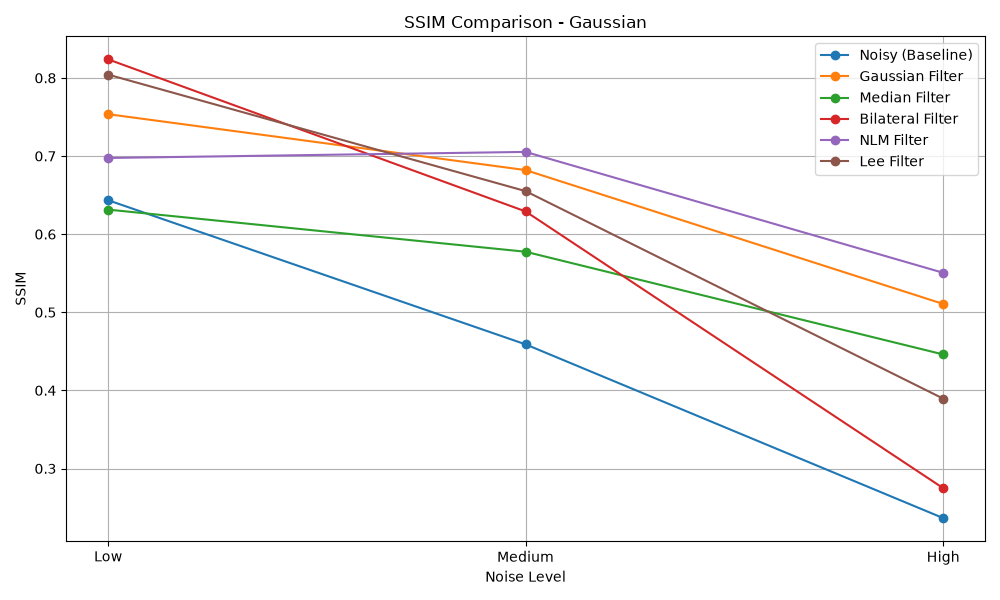 SSIM Comparison - Gaussian
Noisy (Baseline)
Gaussian Filter
Median Filter
Bilateral Filter
NLM Filter
Lee Filter
SSIM
0.8
0.7
0.6
0.5
0.4
0.3
Low
Medium
High
Noise Level